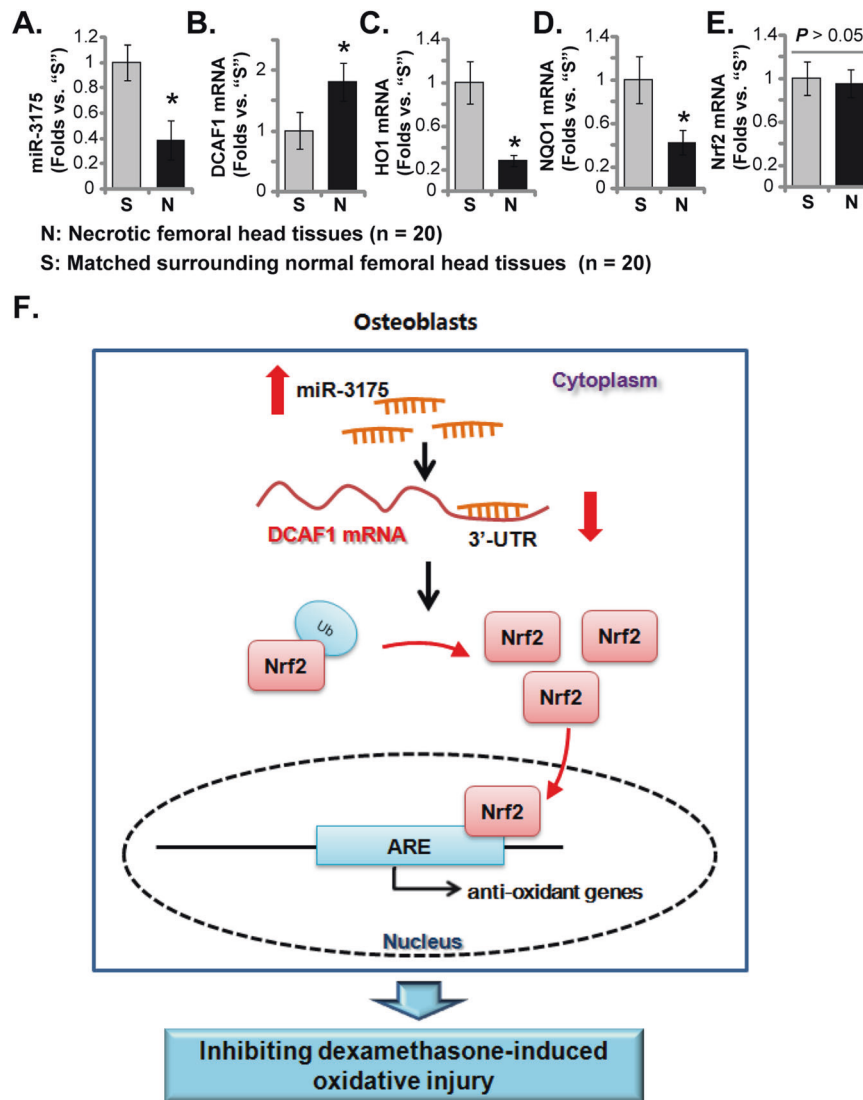 A.
miR-3175
(Folds vs. “S”)
1.2
1
0.8
0.6
0.4
0.2
0
*
S N
B.
DCAF1 mRNA
(Folds vs. “S”)
2
1
0
*
S N
C.
HO1 mRNA
(Folds vs. “S”)
1.4
1
0.6
0.2
0
*
S N
D.
NQO1 mRNA
(Folds vs. “S”)
1.4
1
0.8
0.4
0
*
S N
E.
Nrf2 mRNA
(Folds vs. “S”)
1.4
1
0.8
0.4
0
P > 0.05
S N
N: Necrotic femoral head tissues (n = 20)
S: Matched surrounding normal femoral head tissues (n = 20)
F.
Osteoblasts
miR-3175
Cytoplasm
DCAF1 mRNA
3’-UTR
Ub
Nrf2
Nrf2
Nrf2
Nrf2
Nrf2
ARE
anti-oxidant genes
Nucleus
Inhibiting dexamethasone-induced
oxidative injury